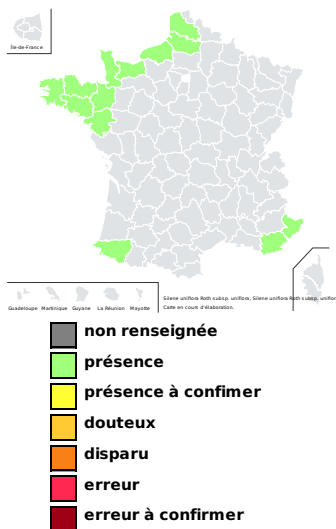 Île-de-France
Guadeloupe Martinique Guyane La Réunion Mayotte
Silene uniflora Roth subsp. uniflora, Silene uniflora Roth subsp. uniflor
Carte en cours d'élaboration.
non renseignée
présence
présence à confimer
douteux
disparu
erreur
erreur à confirmer